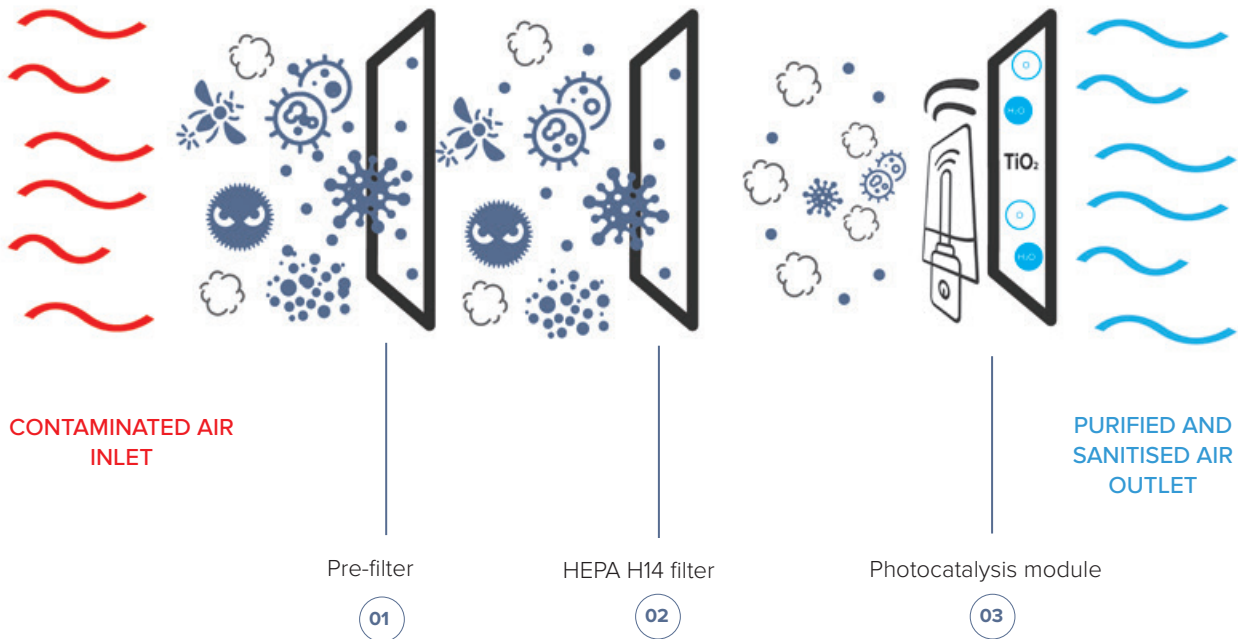 O
H₂O
TiO₂
O
H₂O
CONTAMINATED AIR
INLET
PURIFIED AND
SANITISED AIR
OUTLET
Pre-filter
HEPA H14 filter
Photocatalysis module
01
02
03